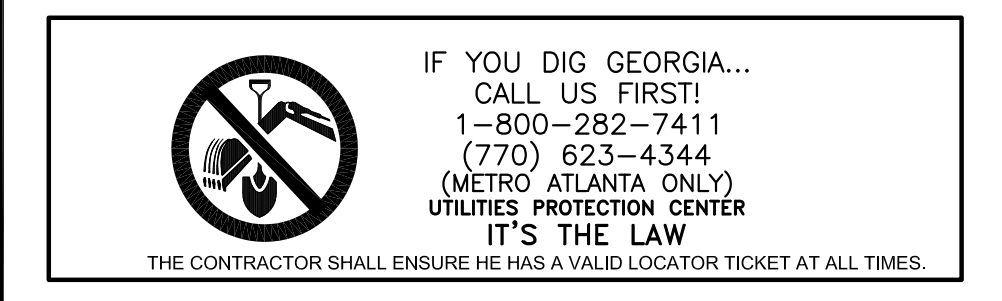 IF YOU DIG GEORGIA...
CALL US FIRST!
1-800-282-7411
(770) 623-4344
(METRO ATLANTA ONLY)
UTILITIES PROTECTION CENTER
IT'S THE LAW
THE CONTRACTOR SHALL ENSURE HE HAS A VALID LOCATOR TICKET AT ALL TIMES.